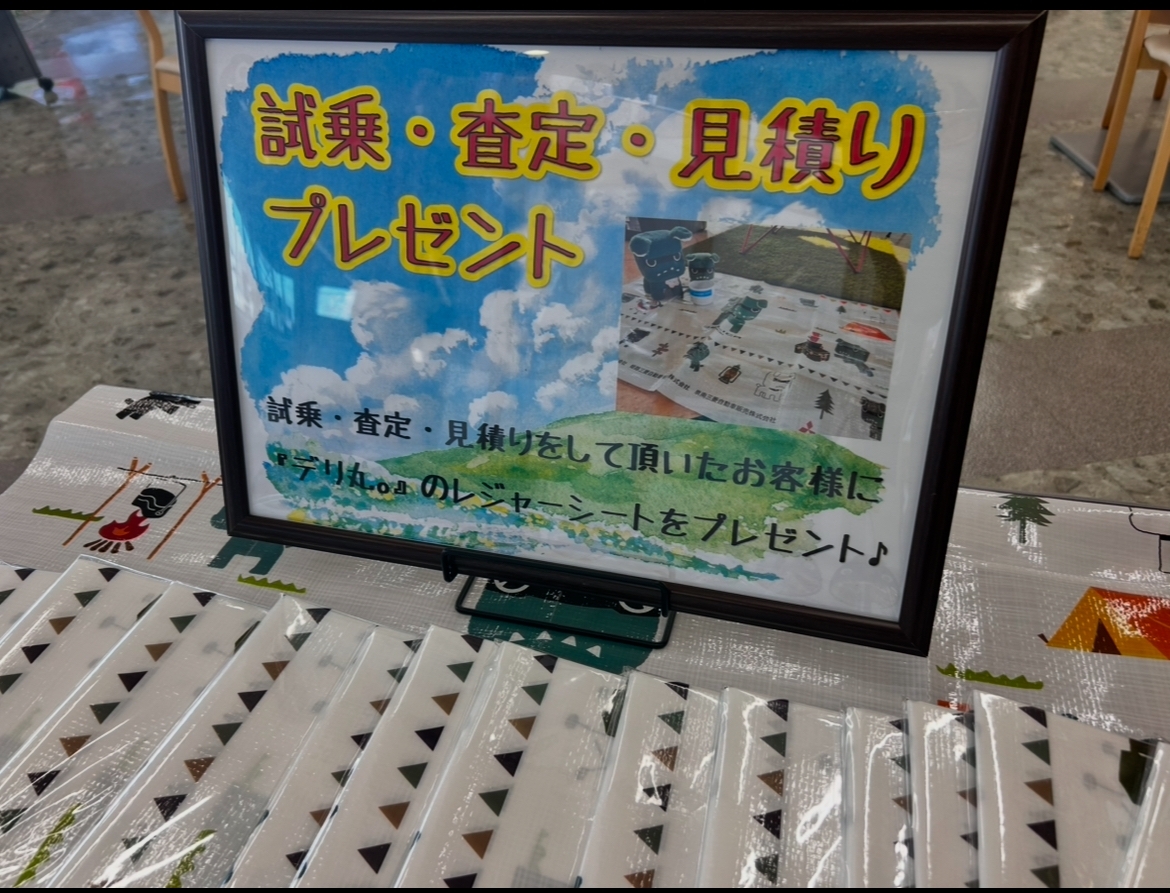 試乗・査定・見積り
プレゼント
試乗・査定・見積りをして頂いたお客様に
『デリ丸。』のレジャーシートをプレゼント♪